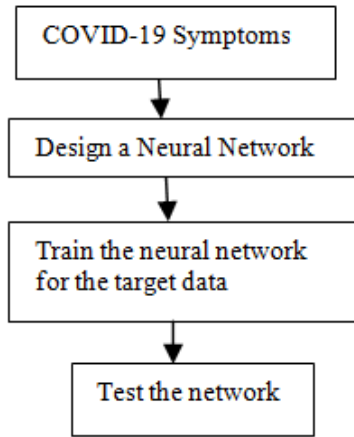 COVID-19 Symptoms
Design a Neural Network
Train the neural network
for the target data
Test the network